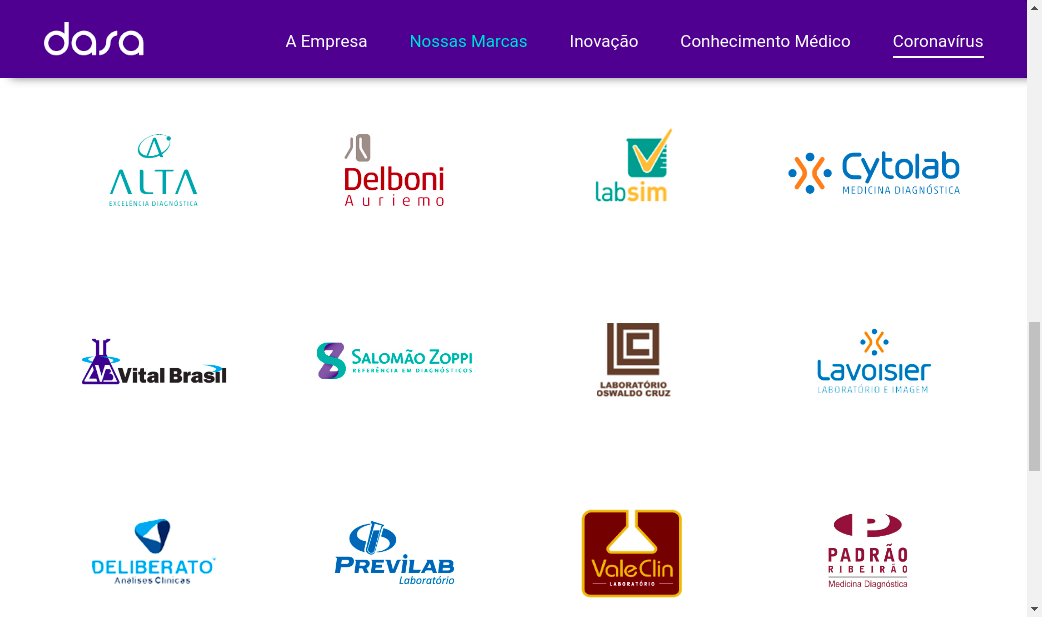 dasa
A Empresa
Nossas Marcas
Inovação
Conhecimento Médico
Coronavírus
ALTA
EXCELÊNCIA DIAGNÓSTICA
Delboni
Auriemo
labsim
Cytolab
MEDICINA DIAGNÓSTICA
VB
Vital Brasil
SALOMÃO ZOPPI
REFERÊNCIA EM DIAGNÓSTICOS
LABORATÓRIO
OSWALDO CRUZ
Lavoisier
LABORATÓRIO E IMAGEM
DELIBERATO
Análises Clínicas
PREVILAB
Laboratório
ValeClin
LABORATÓRIO
P
PADRÃO
RIBEIRÃO
Medicina Diagnóstica